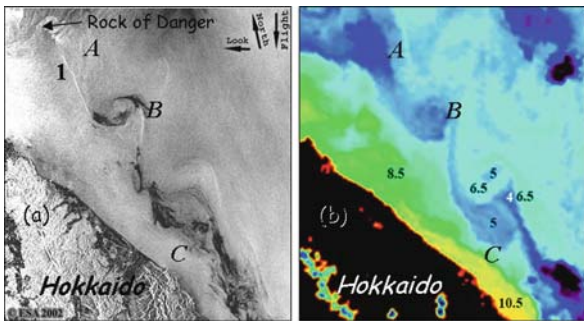 Rock of Danger
A
North
Flight
Look
1
B
(a)
C
Hokkaido
© ESA 2002
A
B
8.5
5
6.5
4
6.5
(b)
5
C
Hokkaido
10.5